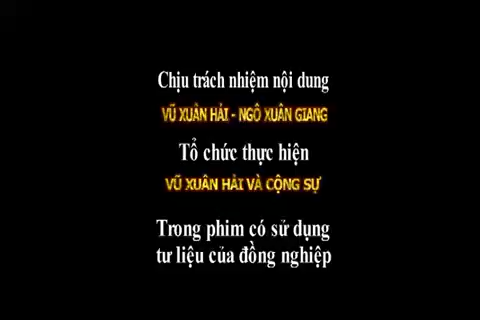 Chịu trách nhiệm nội dung
VŨ XUÂN HẢI - NGÔ XUÂN GIANG
Tổ chức thực hiện
VŨ XUÂN HẢI VÀ CỘNG SỰ
Trong phim có sử dụng
tư liệu của đồng nghiệp